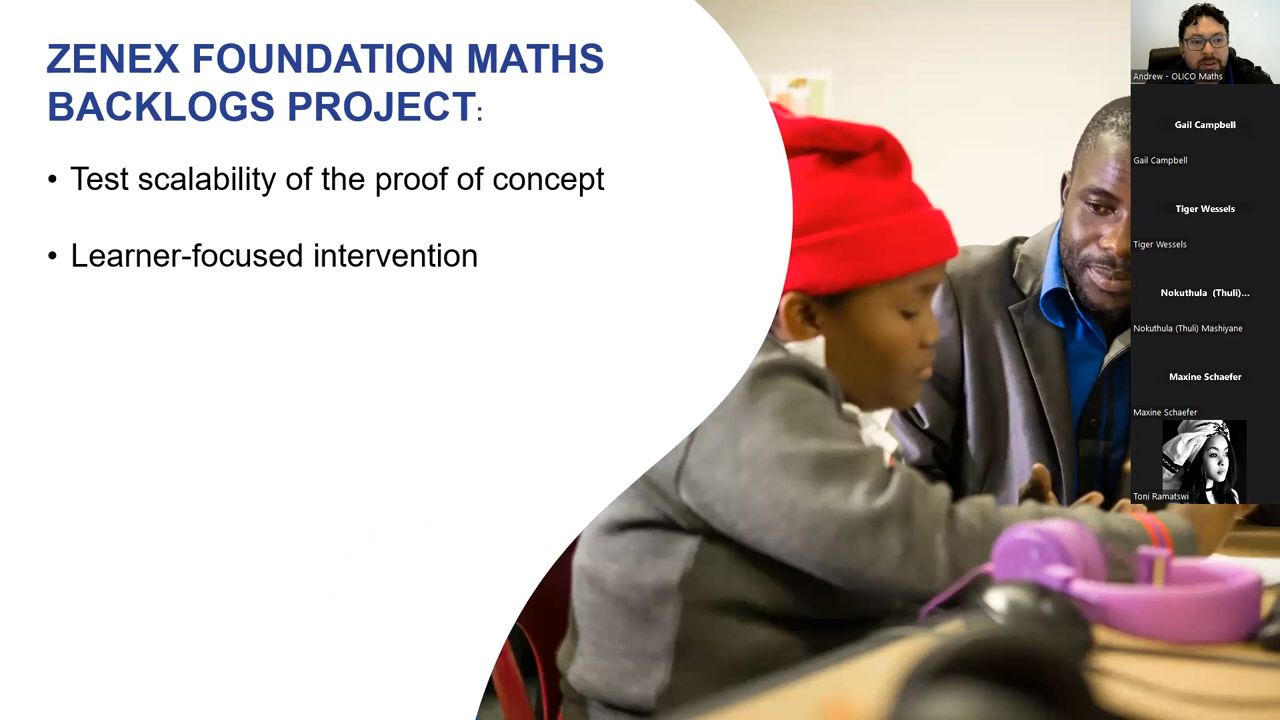 ZENEX FOUNDATION MATHS
BACKLOGS PROJECT:
• Test scalability of the proof of concept
• Learner-focused intervention
Andrew - OLICO Maths
Gail Campbell
Gail Campbell
Tiger Wessels
Tiger Wessels
Nokuthula (Thuli)...
Nokuthula (Thuli) Mashiyane
Maxine Schaefer
Maxine Schaefer
Toni Ramatswi